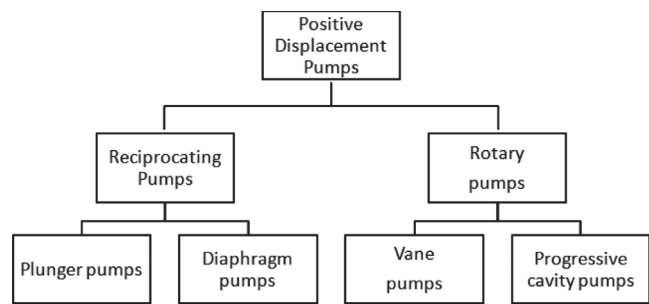 Positive
Displacement
Pumps
Reciprocating
Pumps
Rotary
pumps
Plunger pumps
Diaphragm
pumps
Vane
pumps
Progressive
cavity pumps